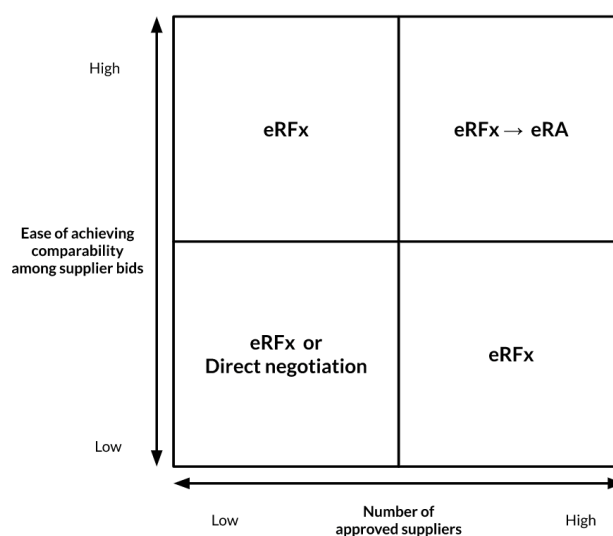 High
eRFx
eRFx → eRA
Ease of achieving
comparability
among supplier bids
eRFx or
Direct negotiation
eRFx
Low
Low
Number of
approved suppliers
High